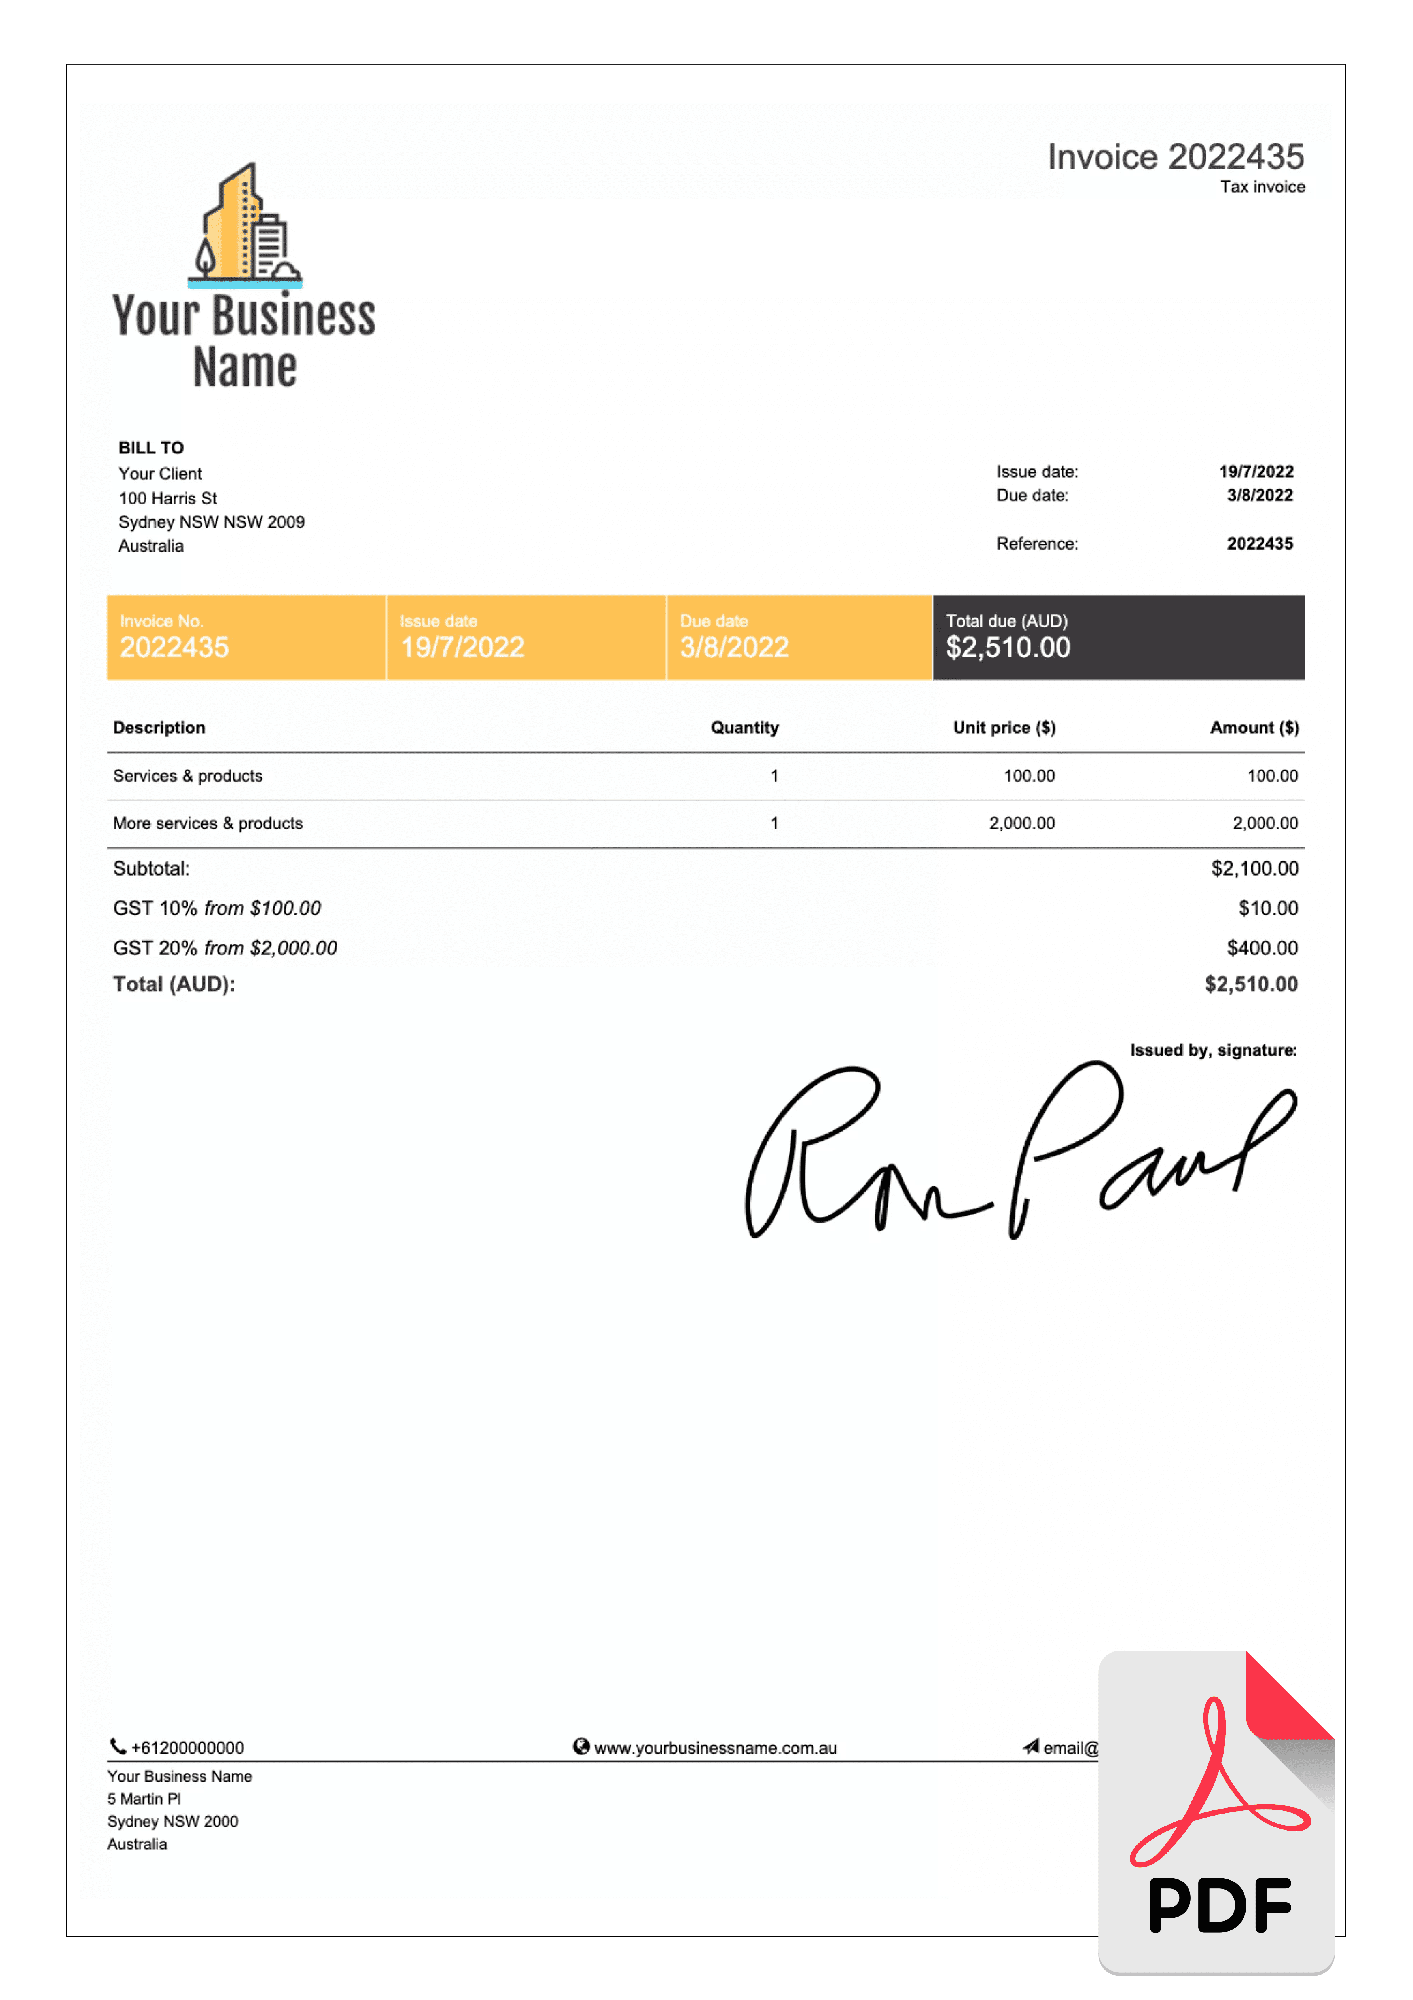 Invoice 2022435
Tax invoice
Your Business
Name
BILL TO
Your Client
100 Harris St
Sydney NSW NSW 2009
Australia
Issue date: 19/7/2022
Due date: 3/8/2022
Reference: 2022435
Invoice No. Issue date Due date Total due (AUD)
2022435 19/7/2022 3/8/2022 $2,510.00
Description Quantity Unit price ($) Amount ($)
Services & products 1 100.00 100.00
More services & products 1 2,000.00 2,000.00
Subtotal: $2,100.00
GST 10% from $100.00 $10.00
GST 20% from $2,000.00 $400.00
Total (AUD): $2,510.00
Issued by, signature:
Ron Paul
+61200000000 www.yourbusinessname.com.au email@
Your Business Name
5 Martin Pl
Sydney NSW 2000
Australia
PDF